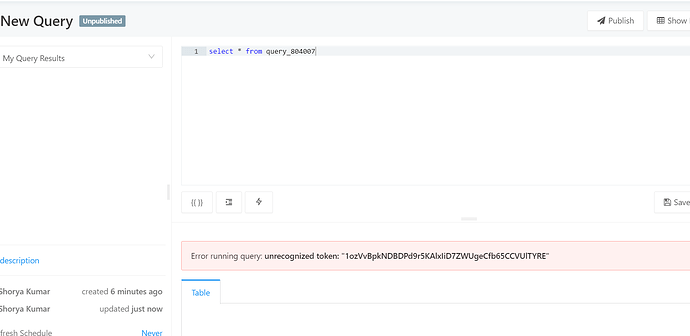 New Query Unpublished
Publish
Show
My Query Results
1 select * from query_804007
{{ }}
Save
Error running query: unrecognized token: "1ozVvBpkNDBDPd9r5KAlxIiD7ZWUgeCfb65CCVUlTYRE"
description
Table
Shorya Kumar created 6 minutes ago
Shorya Kumar updated just now
fresh Schedule Never